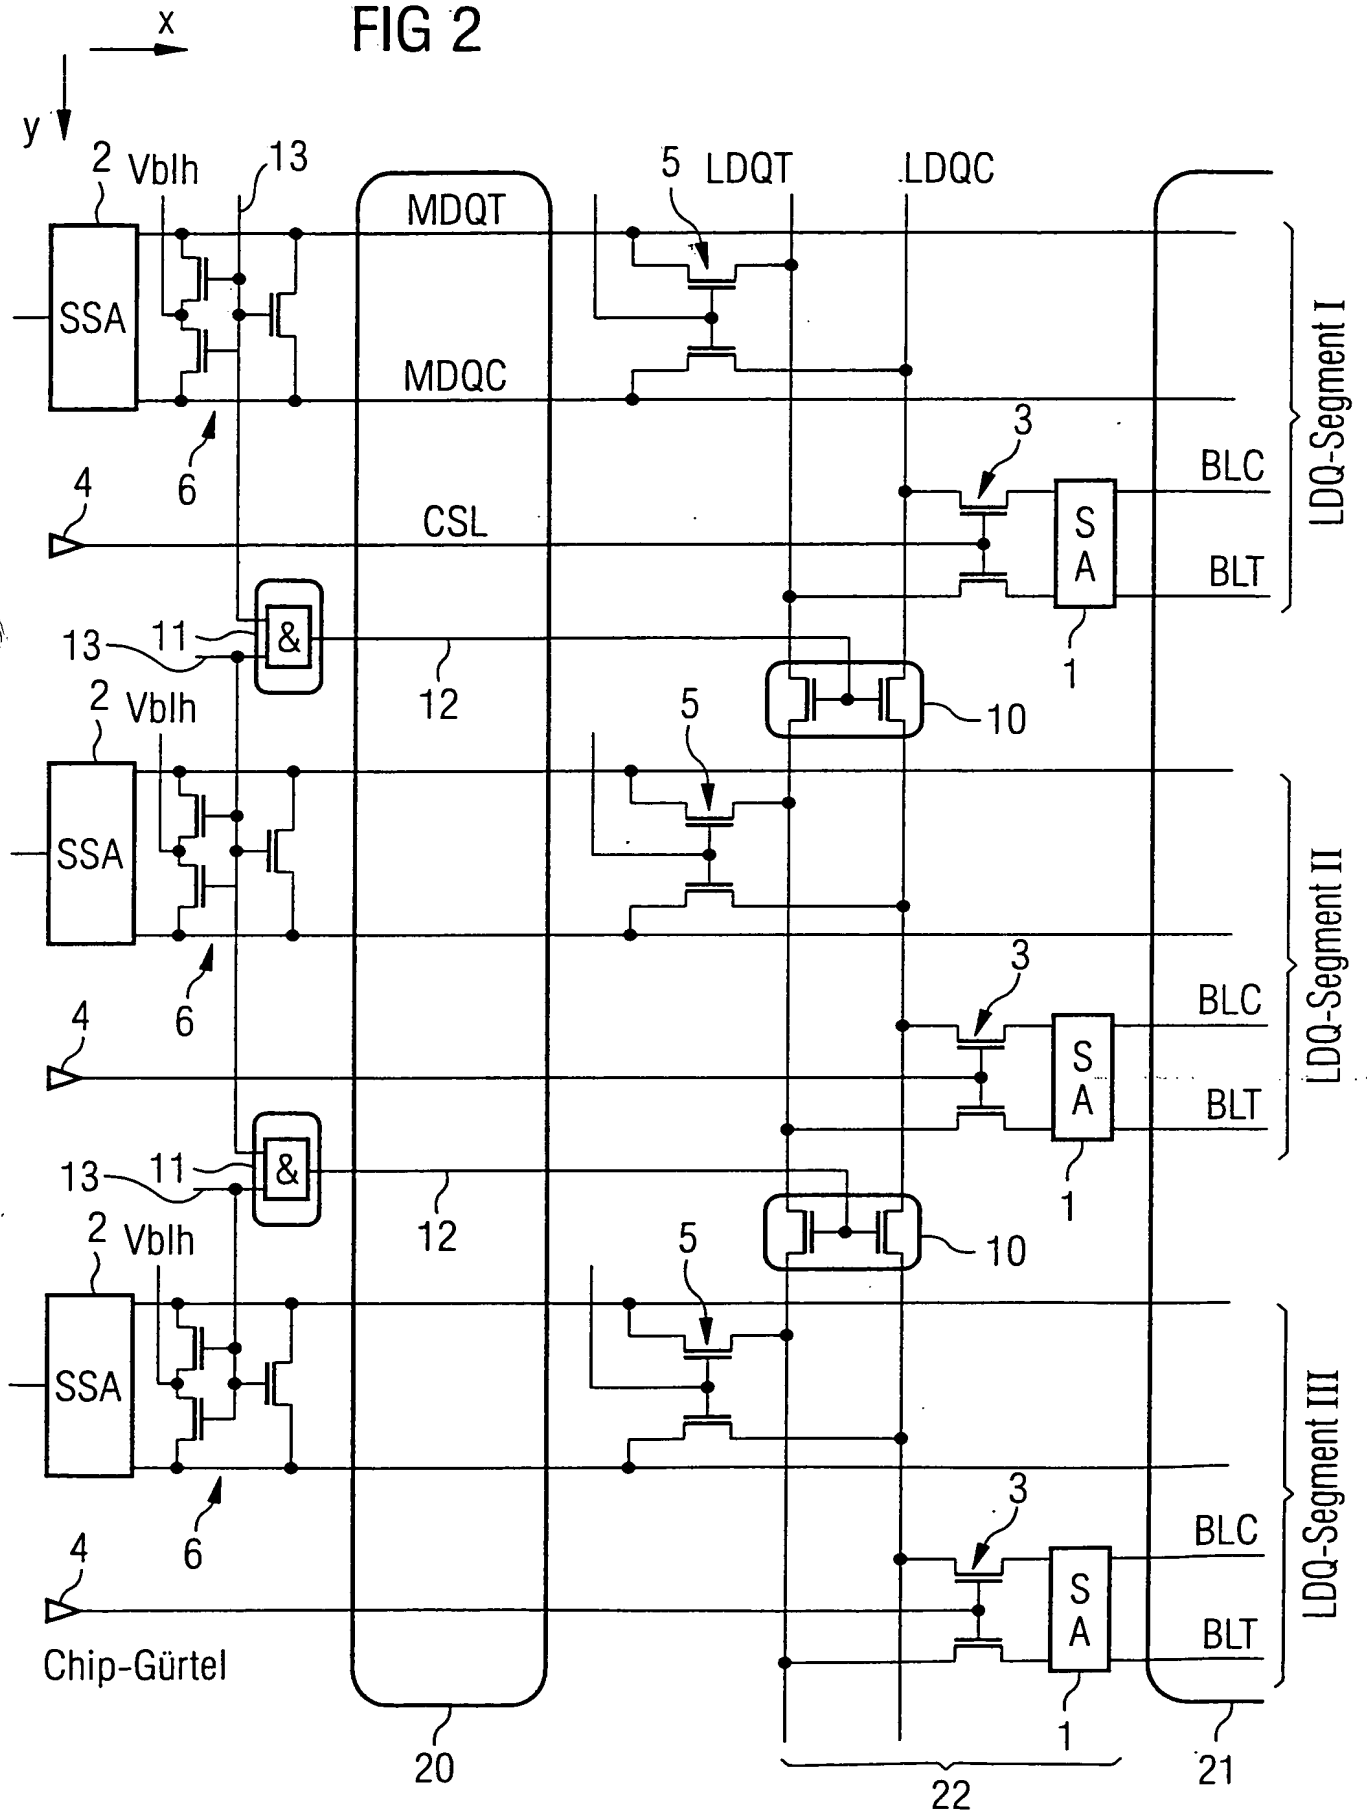 FIG 2
x
y
2 Vblh 13 5 LDQT LDQC
MDQT
SSA
MDQC
LDQ-Segment I
6
3
4
CSL
BLC
SA
BLT
11
&
13
12
1
10
2 Vblh
5
SSA
LDQ-Segment II
6
3
4
BLC
SA
BLT
11
&
13
12
1
10
2 Vblh
5
SSA
LDQ-Segment III
6
3
4
BLC
SA
BLT
Chip-Gürtel
1
20
21
22